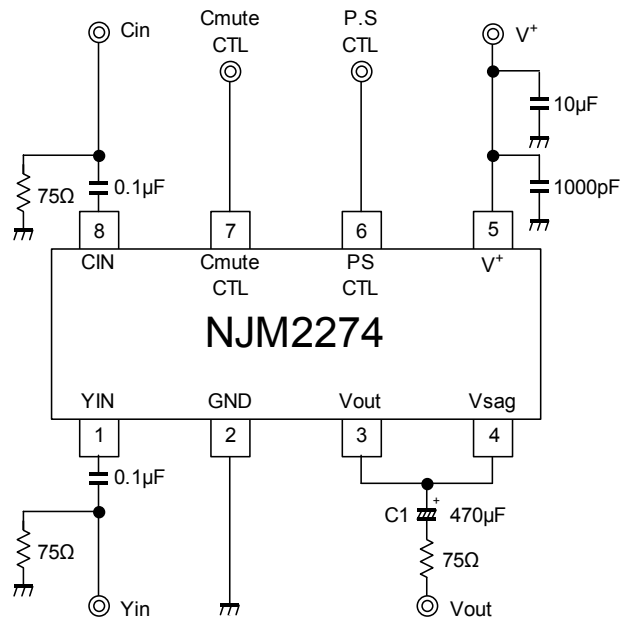 Cin
Cmute
CTL
P.S
CTL
V+
10μF
75Ω
0.1μF
1000pF
8
7
6
5
CIN
Cmute
CTL
PS
CTL
V+
NJM2274
YIN
GND
Vout
Vsag
1
2
3
4
0.1μF
+
C1
470μF
75Ω
75Ω
Yin
Vout